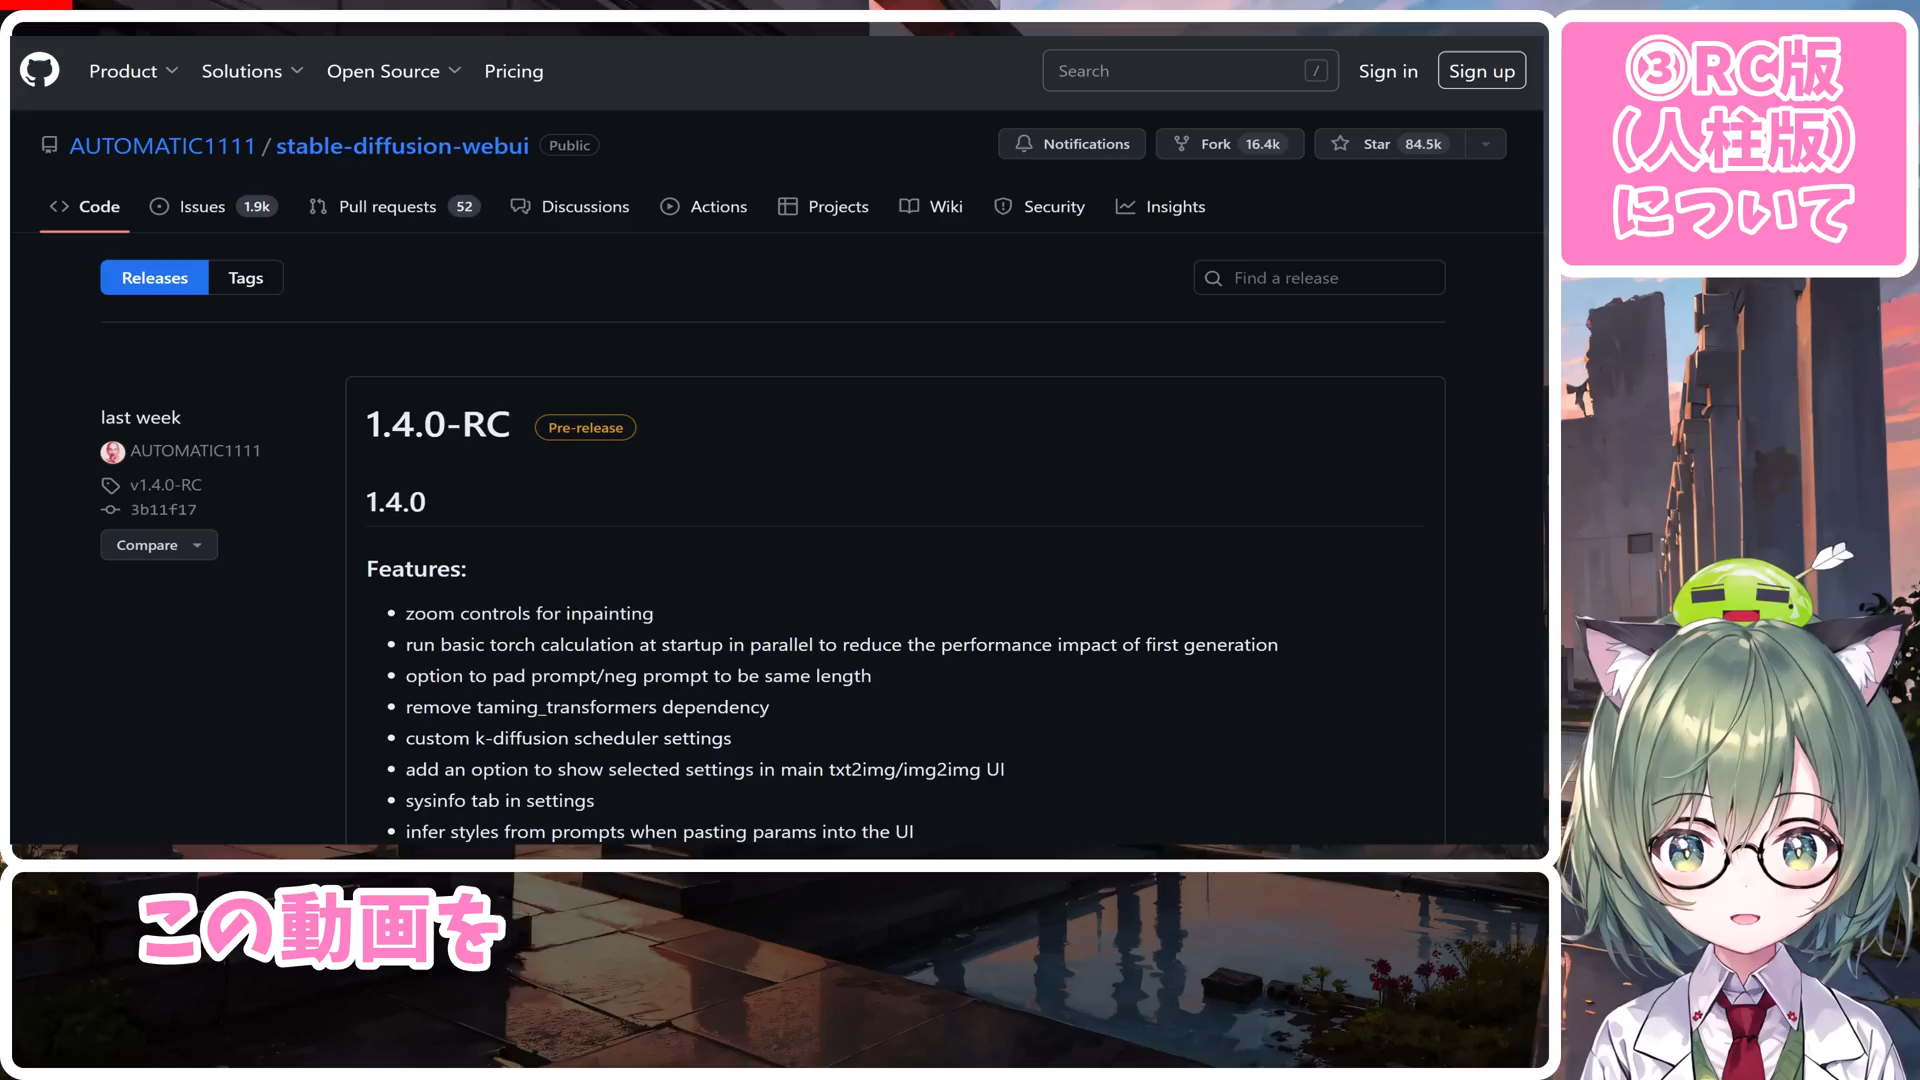 Product
Solutions
Open Source
Pricing
Search
/
Sign in
Sign up
AUTOMATIC1111 / stable-diffusion-webui
Public
Notifications
Fork 16.4k
Star 84.5k
Code
Issues 1.9k
Pull requests 52
Discussions
Actions
Projects
Wiki
Security
Insights
Releases
Tags
Find a release
last week
AUTOMATIC1111
v1.4.0-RC
3b11f17
Compare
1.4.0-RC
Pre-release
1.4.0
Features:
zoom controls for inpainting
run basic torch calculation at startup in parallel to reduce the performance impact of first generation
option to pad prompt/neg prompt to be same length
remove taming_transformers dependency
custom k-diffusion scheduler settings
add an option to show selected settings in main txt2img/img2img UI
sysinfo tab in settings
infer styles from prompts when pasting params into the UI
③RC版
(人柱版)
について
この動画を